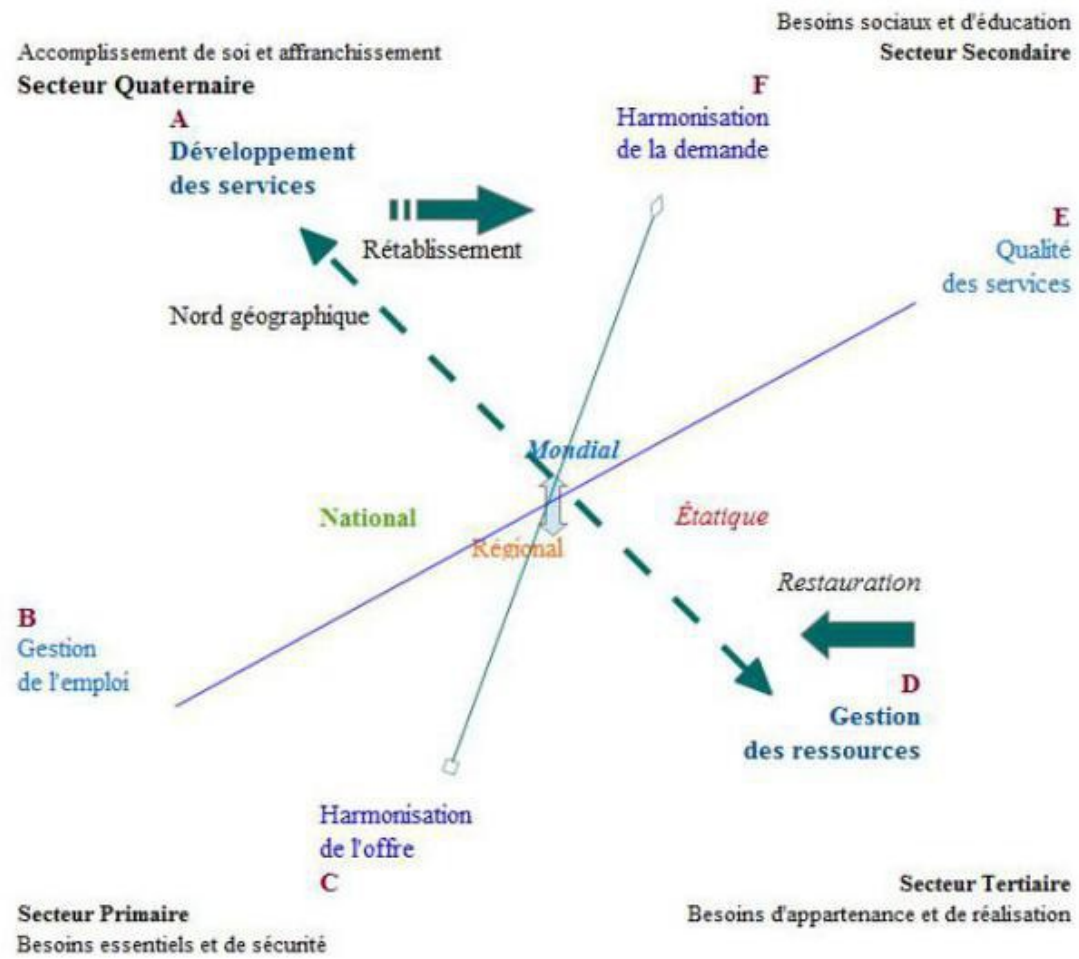 Besoins sociaux et d'éducation
Secteur Secondaire
Accomplissement de soi et affranchissement
Secteur Quaternaire
A
Développement
des services
F
Harmonisation
de la demande
Rétablissement
E
Qualité
des services
Nord géographique
Mondial
National
Étatique
Régional
Restauration
B
Gestion
de l'emploi
D
Gestion
des ressources
Harmonisation
de l'offre
C
Secteur Primaire
Besoins essentiels et de sécurité
Secteur Tertiaire
Besoins d'appartenance et de réalisation